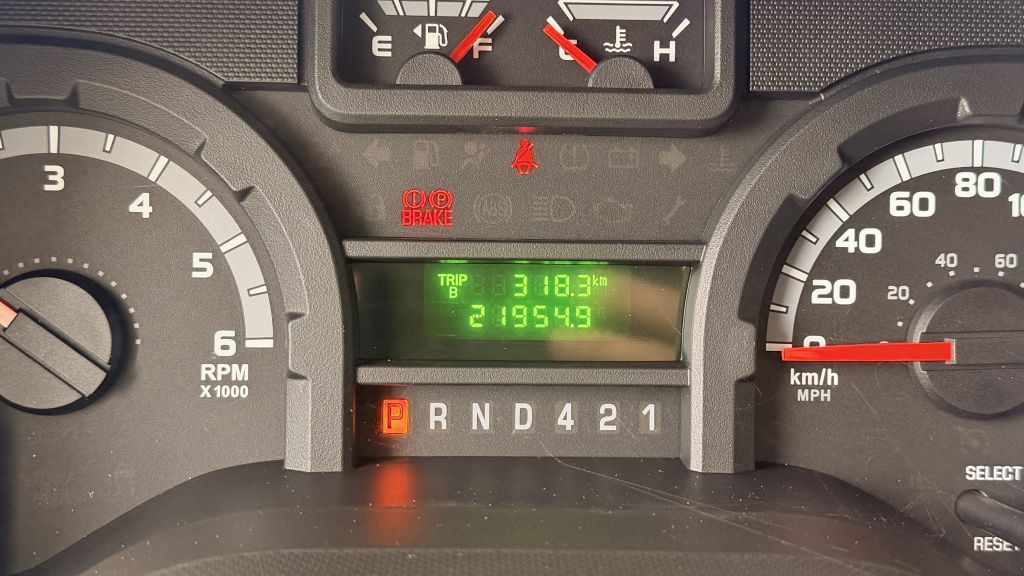 E F C H
BRAKE
3 4 5 6
RPM
X1000
TRIP B 318.3 km
21954.9
P R N D 4 2 1
0 20 40 60 80
20 40 60
km/h
MPH
SELECT
RESET